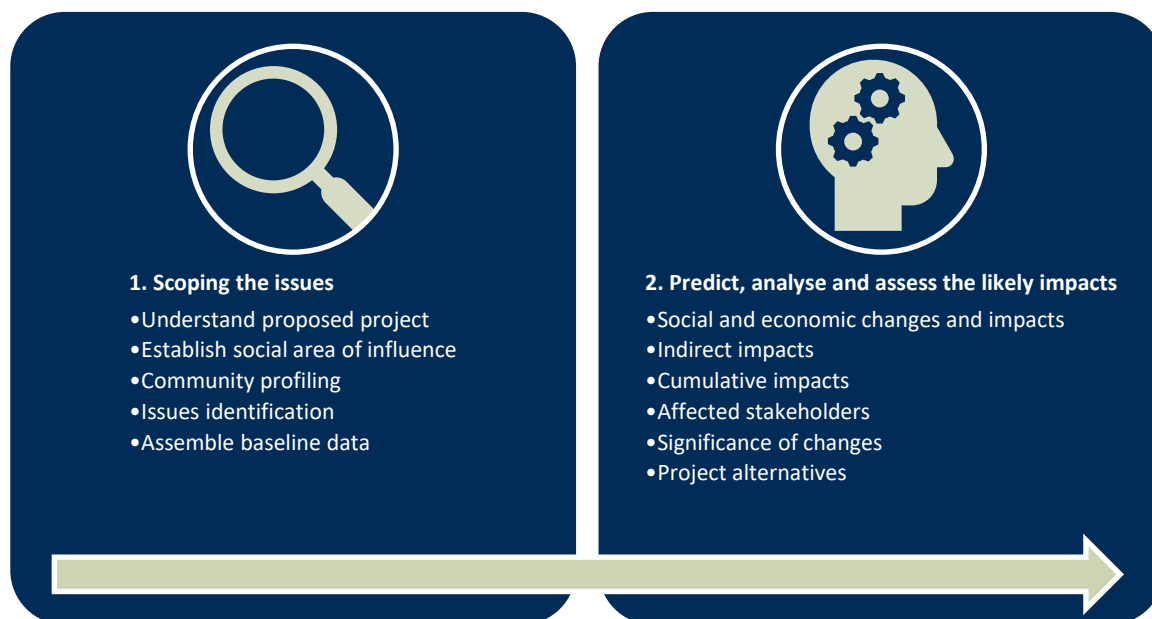 1. Scoping the issues
•Understand proposed project
•Establish social area of influence
•Community profiling
•Issues identification
•Assemble baseline data
2. Predict, analyse and assess the likely impacts
•Social and economic changes and impacts
•Indirect impacts
•Cumulative impacts
•Affected stakeholders
•Significance of changes
•Project alternatives